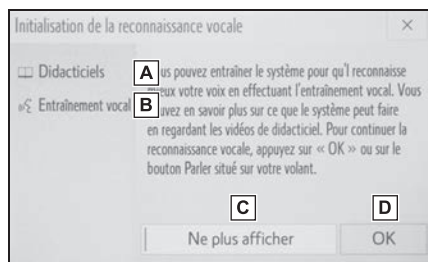 Initialisation de la reconnaissance vocale ×
Didacticiels
A
Entraînement vocal
B
us pouvez entraîner le système pour qu'l reconnaisse
mieux votre voix en effectuant l'entraînement vocal. Vous
pouvez en savoir plus sur ce que le système peut faire
en regardant les vidéos de didacticiel. Pour continuer la
reconnaissance vocale, appuyez sur « OK » ou sur le
bouton Parler situé sur votre volant.
C D
Ne plus afficher OK